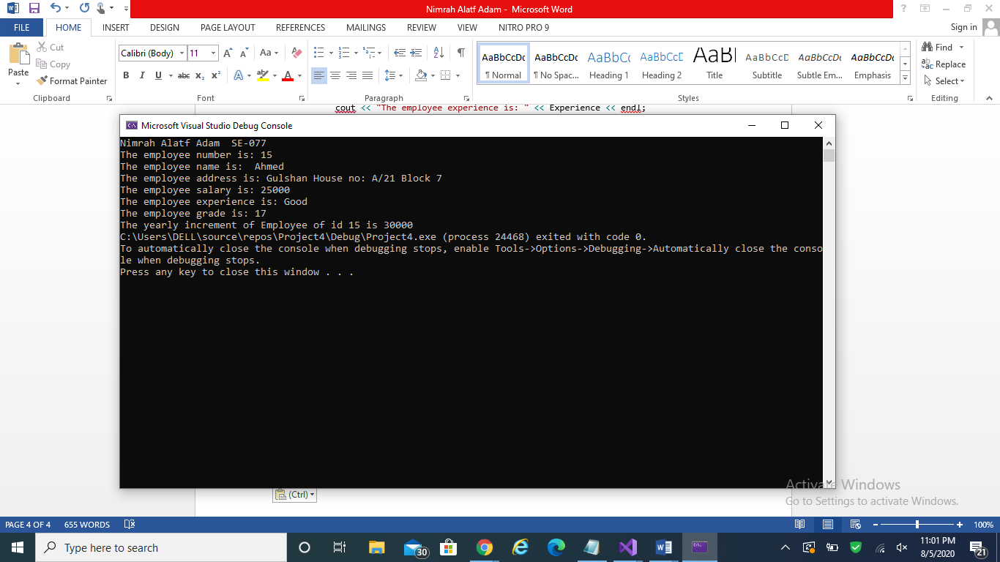 Nimrah Alatf Adam - Microsoft Word
FILE HOME INSERT DESIGN PAGE LAYOUT REFERENCES MAILINGS REVIEW VIEW NITRO PRO 9 Sign in
Paste
Cut
Copy
Format Painter
Clipboard
Calibri (Body) 11
Aa
B I U abc x₂ x²
A ab A
Font
A Z ¶
Paragraph
AaBbCcDc AaBbCcDc AaBbCc AaBbCcD AaBl AaBbCcD AaBbCcDc AaBbCcDc
¶ Normal ¶ No Spac... Heading 1 Heading 2 Title Subtitle Subtle Em... Emphasis
Styles
Find
Replace
Select
Editing
cout << "The employee experience is: " << Experience << endl;
Microsoft Visual Studio Debug Console
Nimrah Alatf Adam  SE-077
The employee number is: 15
The employee name is:  Ahmed
The employee address is: Gulshan House no: A/21 Block 7
The employee salary is: 25000
The employee experience is: Good
The employee grade is: 17
The yearly increment of Employee of id 15 is 30000
C:\Users\DELL\source\repos\Project4\Debug\Project4.exe (process 24468) exited with code 0.
To automatically close the console when debugging stops, enable Tools->Options->Debugging->Automatically close the conso
le when debugging stops.
Press any key to close this window . . .
Activate Windows
Go to Settings to activate Windows.
(Ctrl)
PAGE 4 OF 4 655 WORDS 100%
Type here to search
30
11:01 PM
8/5/2020
21